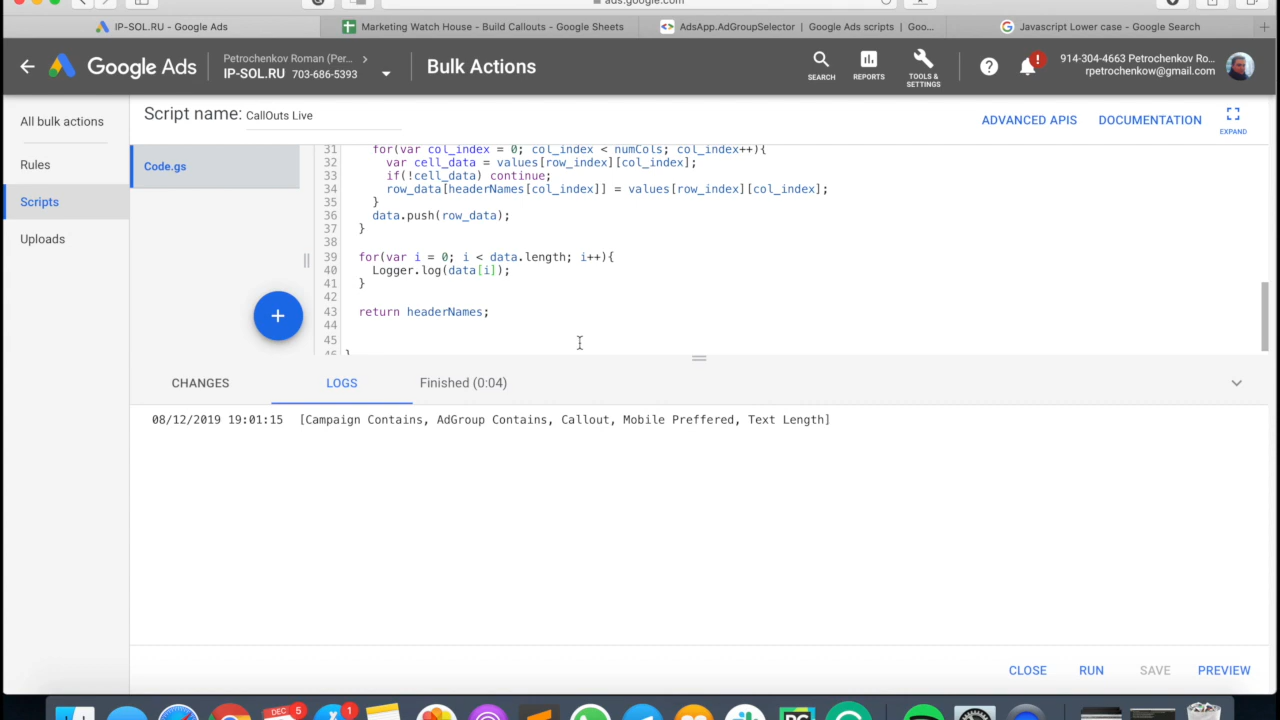 ads.google.com
IP-SOL.RU - Google Ads
Marketing Watch House - Build Callouts - Google Sheets
AdsApp.AdGroupSelector | Google Ads scripts | Goo...
Javascript Lower case - Google Search
Google Ads
Petrochenkov Roman (Per...
IP-SOL.RU 703-686-5393
Bulk Actions
SEARCH
REPORTS
TOOLS &
SETTINGS
!
914-304-4663 Petrochenkov Ro...
rpetrochenkow@gmail.com
All bulk actions
Rules
Scripts
Uploads
Script name: CallOuts Live
ADVANCED APIS
DOCUMENTATION
EXPAND
Code.gs
31 for(var col_index = 0; col_index < numCols; col_index++){
32 var cell_data = values[row_index][col_index];
33 if(!cell_data) continue;
34 row_data[headerNames[col_index]] = values[row_index][col_index];
35 }
36 data.push(row_data);
37 }
38
39 for(var i = 0; i < data.length; i++){
40 Logger.log(data[i]);
41 }
42
43 return headerNames;
44
45
46 }
CHANGES
LOGS
Finished (0:04)
08/12/2019 19:01:15 [Campaign Contains, AdGroup Contains, Callout, Mobile Preffered, Text Length]
CLOSE
RUN
SAVE
PREVIEW
DEC
5
1
PC